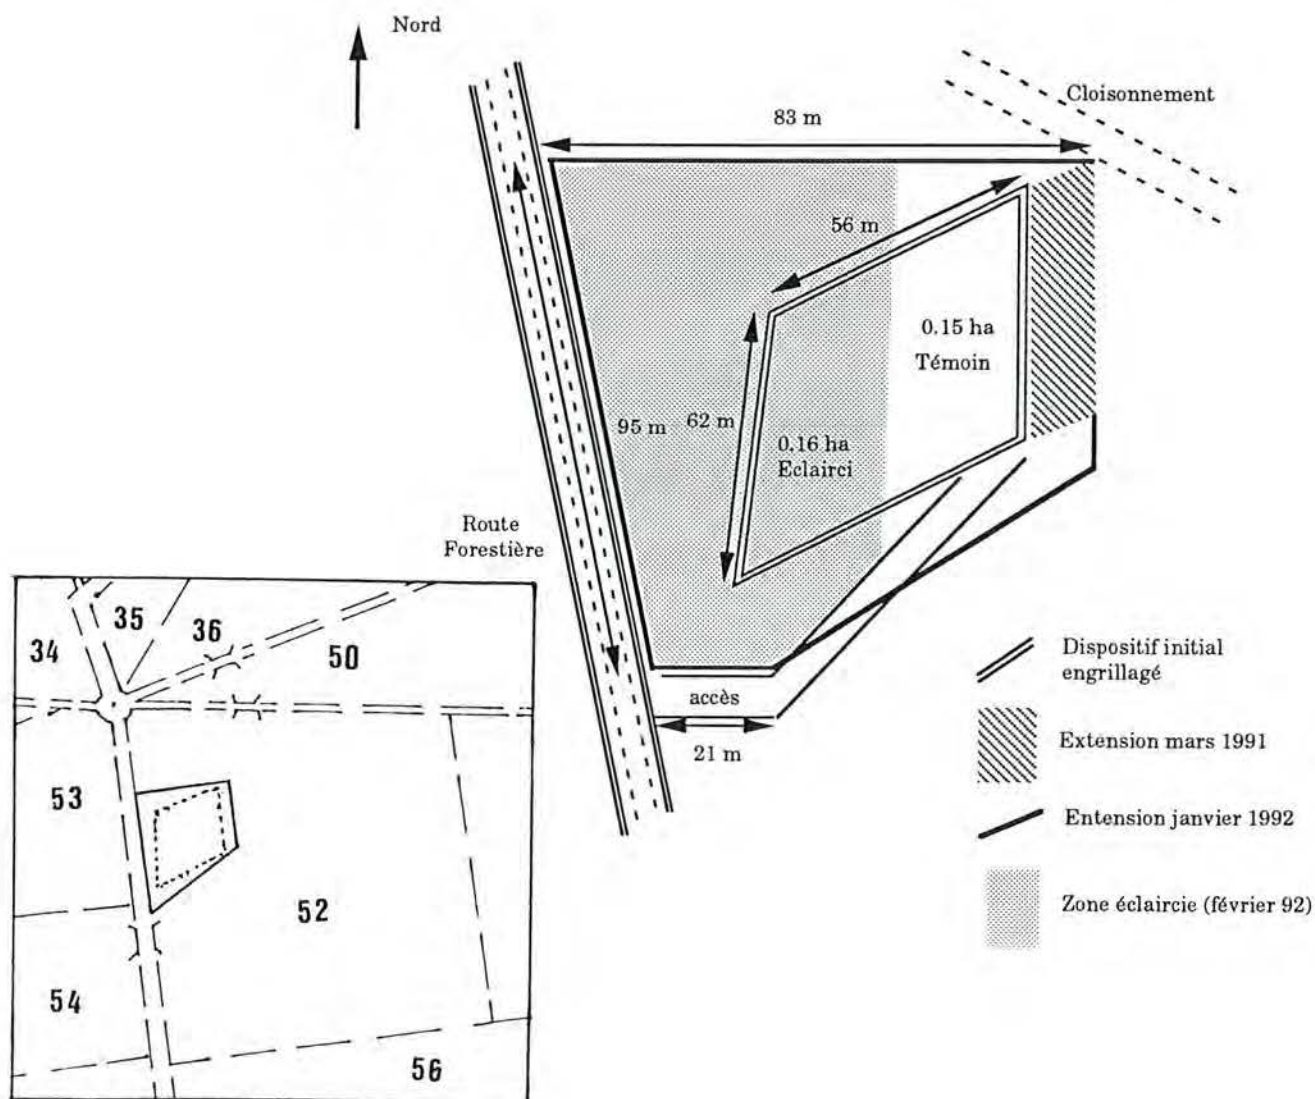 Nord
Cloisonnement
83 m
56 m
0.15 ha
Témoin
95 m
62 m
0.16 ha
Eclairci
Route
Forestière
accès
21 m
35
36
34
50
53
52
54
56
Dispositif initial
engrillagé
Extension mars 1991
Entension janvier 1992
Zone éclaircie (février 92)